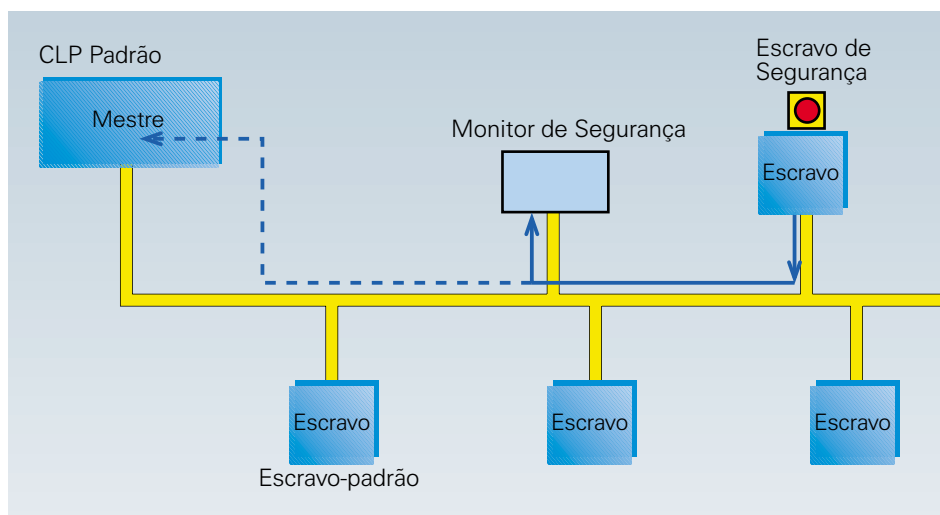 CLP Padrão
Mestre
Monitor de Segurança
Escravo de
Segurança
Escravo
Escravo
Escravo
Escravo
Escravo-padrão